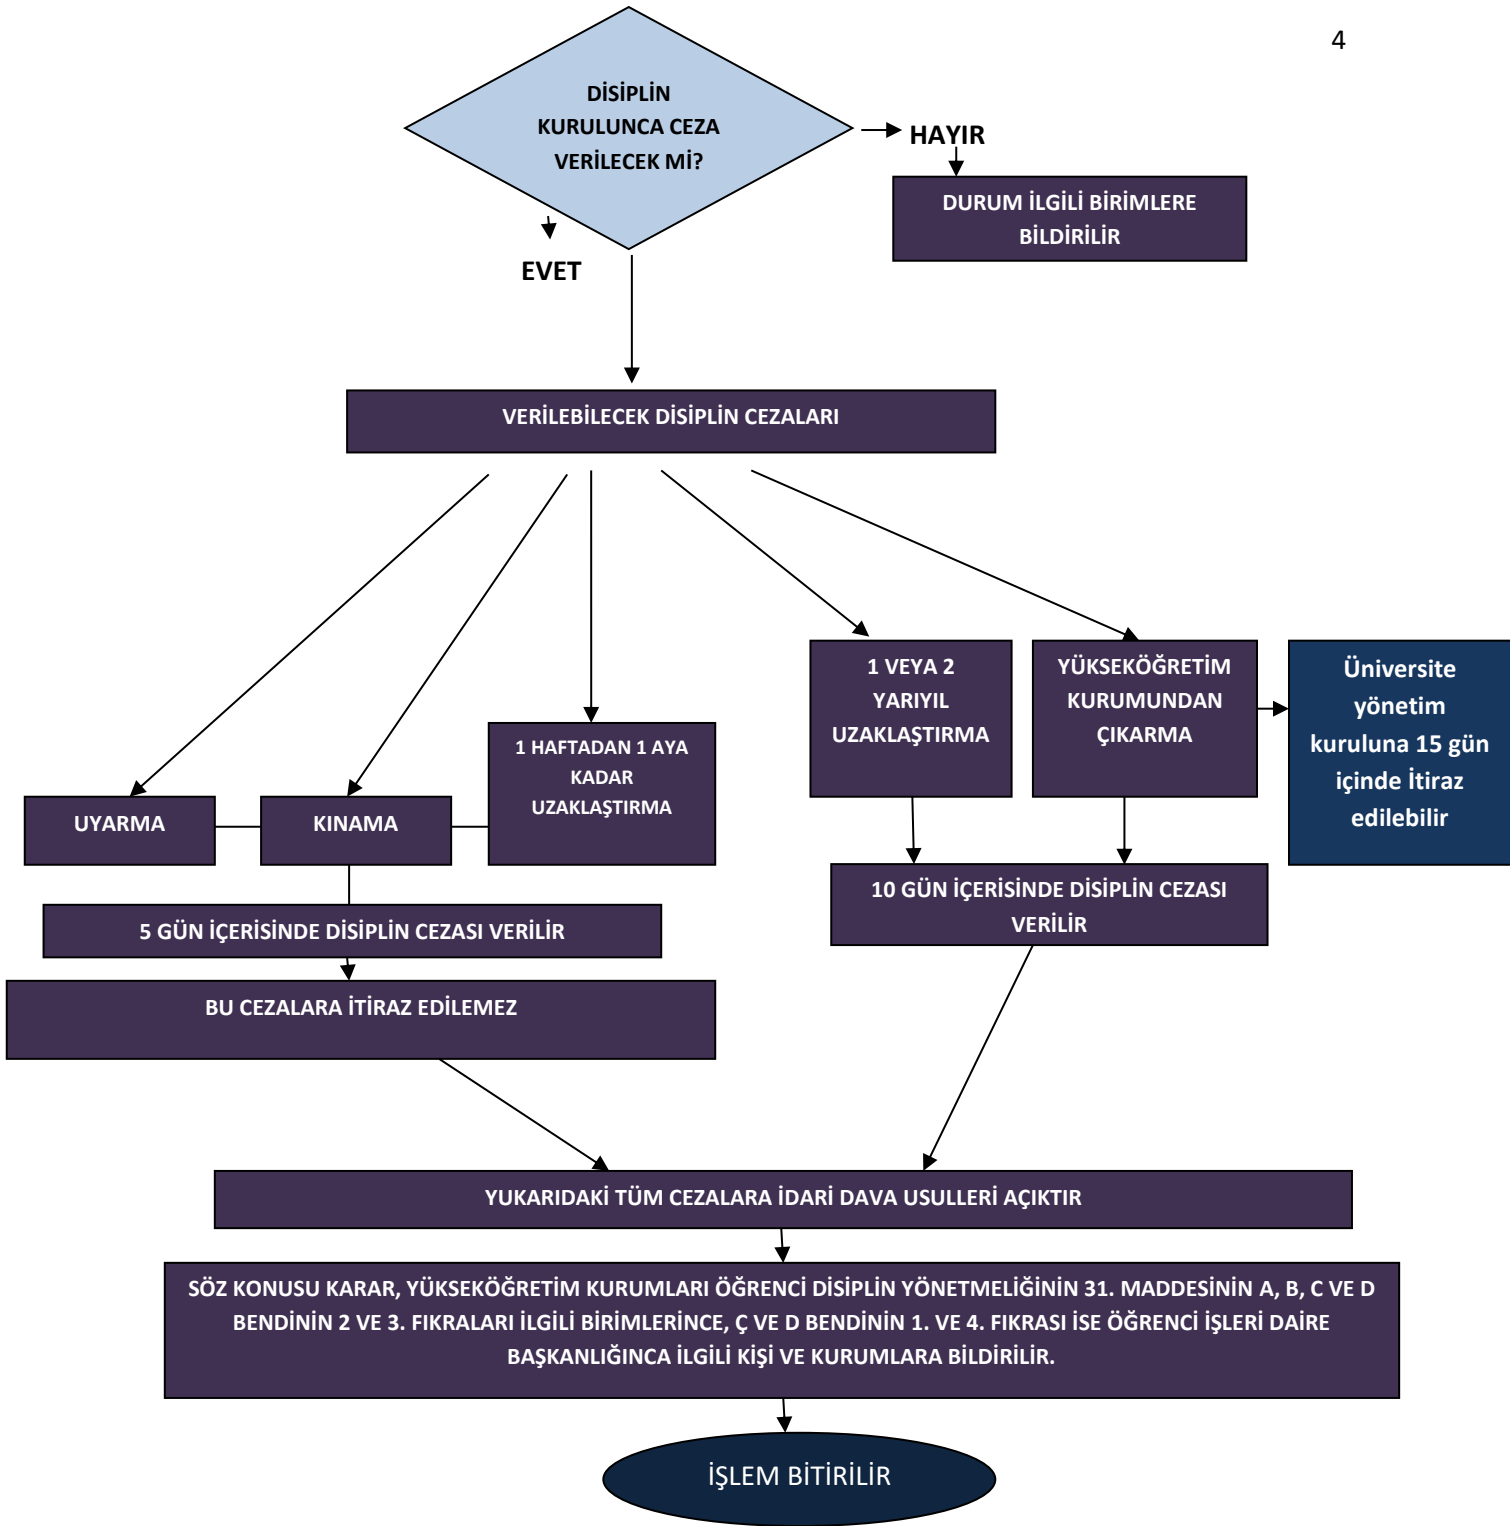 4
DİSİPLİN
KURULUNCA CEZA
VERİLECEK Mİ?
HAYIR
DURUM İLGİLİ BİRİMLERE
BİLDİRİLİR
EVET
VERİLEBİLECEK DİSİPLİN CEZALARI
1 VEYA 2
YARIYIL
UZAKLAŞTIRMA
YÜKSEKÖĞRETİM
KURUMUNDAN
ÇIKARMA
Üniversite
yönetim
kuruluna 15 gün
içinde İtiraz
edilebilir
1 HAFTADAN 1 AYA
KADAR
UZAKLAŞTIRMA
UYARMA
KINAMA
10 GÜN İÇERİSİNDE DİSİPLİN CEZASI
VERİLİR
5 GÜN İÇERİSİNDE DİSİPLİN CEZASI VERİLİR
BU CEZALARA İTİRAZ EDİLEMEZ
YUKARIDAKİ TÜM CEZALARA İDARİ DAVA USULLERİ AÇIKTIR
SÖZ KONUSU KARAR, YÜKSEKÖĞRETİM KURUMLARI ÖĞRENCİ DİSİPLİN YÖNETMELİĞİNİN 31. MADDESİNİN A, B, C VE D
BENDİNİN 2 VE 3. FIKRALARI İLGİLİ BİRİMLERİNCE, Ç VE D BENDİNİN 1. VE 4. FIKRASI İSE ÖĞRENCİ İŞLERİ DAİRE
BAŞKANLIĞINCA İLGİLİ KİŞİ VE KURUMLARA BİLDİRİLİR.
İŞLEM BİTİRİLİR